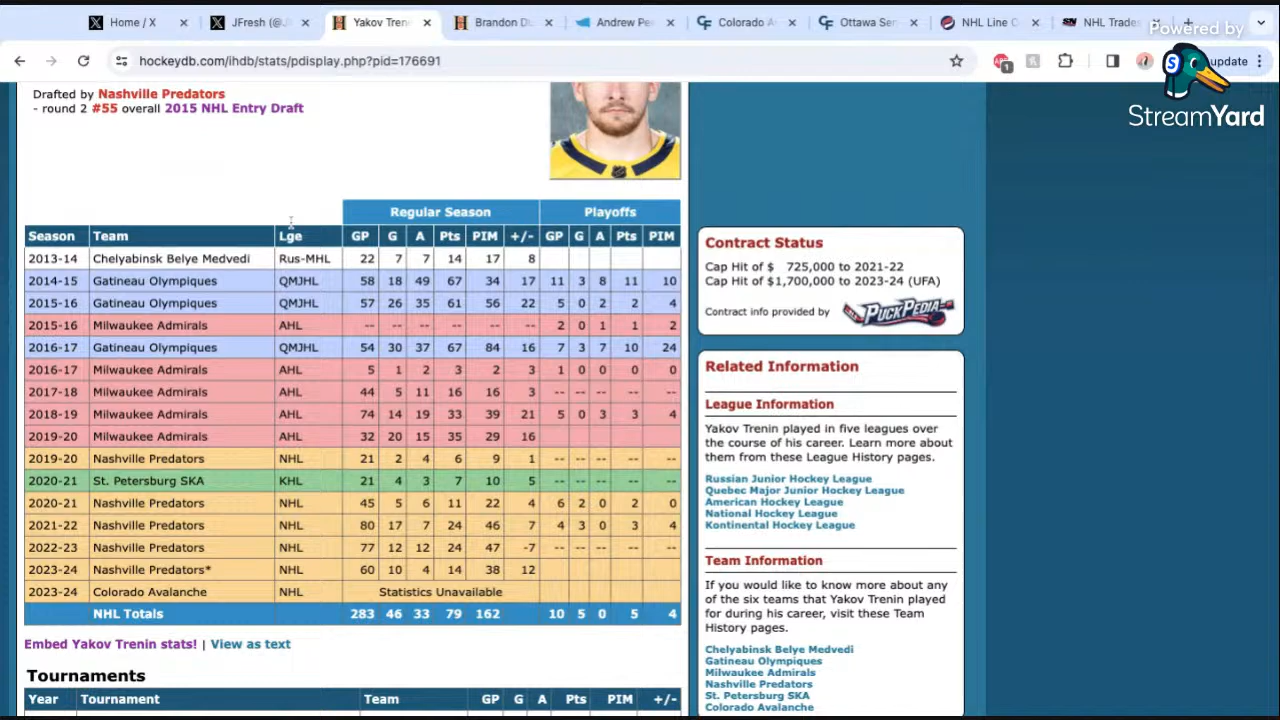 Home / X
JFresh (@J
Yakov Tren
Brandon D
Andrew Pe
Colorado A
Ottawa Sen
NHL Line C
NHL Trades
Powered by
hockeydb.com/ihdb/stats/pdisplay.php?pid=176691
1
update
StreamYard
Drafted by Nashville Predators
- round 2 #55 overall 2015 NHL Entry Draft
Regular Season Playoffs
Season Team Lge GP G A Pts PIM +/- GP G A Pts PIM
2013-14 Chelyabinsk Belye Medvedi Rus-MHL 22 7 7 14 17 8
2014-15 Gatineau Olympiques QMJHL 58 18 49 67 34 17 11 3 8 11 10
2015-16 Gatineau Olympiques QMJHL 57 26 35 61 56 22 5 0 2 2 4
2015-16 Milwaukee Admirals AHL -- -- -- -- -- -- 2 0 1 1 2
2016-17 Gatineau Olympiques QMJHL 54 30 37 67 84 16 7 3 7 10 24
2016-17 Milwaukee Admirals AHL 5 1 2 3 2 3 1 0 0 0 0
2017-18 Milwaukee Admirals AHL 44 5 11 16 16 3 -- -- -- -- --
2018-19 Milwaukee Admirals AHL 74 14 19 33 39 21 5 0 3 3 4
2019-20 Milwaukee Admirals AHL 32 20 15 35 29 16
2019-20 Nashville Predators NHL 21 2 4 6 9 1 -- -- -- -- --
2020-21 St. Petersburg SKA KHL 21 4 3 7 10 5 -- -- -- -- --
2020-21 Nashville Predators NHL 45 5 6 11 22 4 6 2 0 2 0
2021-22 Nashville Predators NHL 80 17 7 24 46 7 4 3 0 3 4
2022-23 Nashville Predators NHL 77 12 12 24 47 -7 -- -- -- -- --
2023-24 Nashville Predators* NHL 60 10 4 14 38 12
2023-24 Colorado Avalanche NHL Statistics Unavailable
NHL Totals 283 46 33 79 162 10 5 0 5 4
Embed Yakov Trenin stats! | View as text
Tournaments
Year Tournament Team GP G A Pts PIM +/-
Contract Status
Cap Hit of $ 725,000 to 2021-22
Cap Hit of $1,700,000 to 2023-24 (UFA)
Contract info provided by PUCKPEDIA
Related Information
League Information
Yakov Trenin played in five leagues over
the course of his career. Learn more about
them from these League History pages.
Russian Junior Hockey League
Quebec Major Junior Hockey League
American Hockey League
National Hockey League
Kontinental Hockey League
Team Information
If you would like to know more about any
of the six teams that Yakov Trenin played
for during his career, visit these Team
History pages.
Chelyabinsk Belye Medvedi
Gatineau Olympiques
Milwaukee Admirals
Nashville Predators
St. Petersburg SKA
Colorado Avalanche